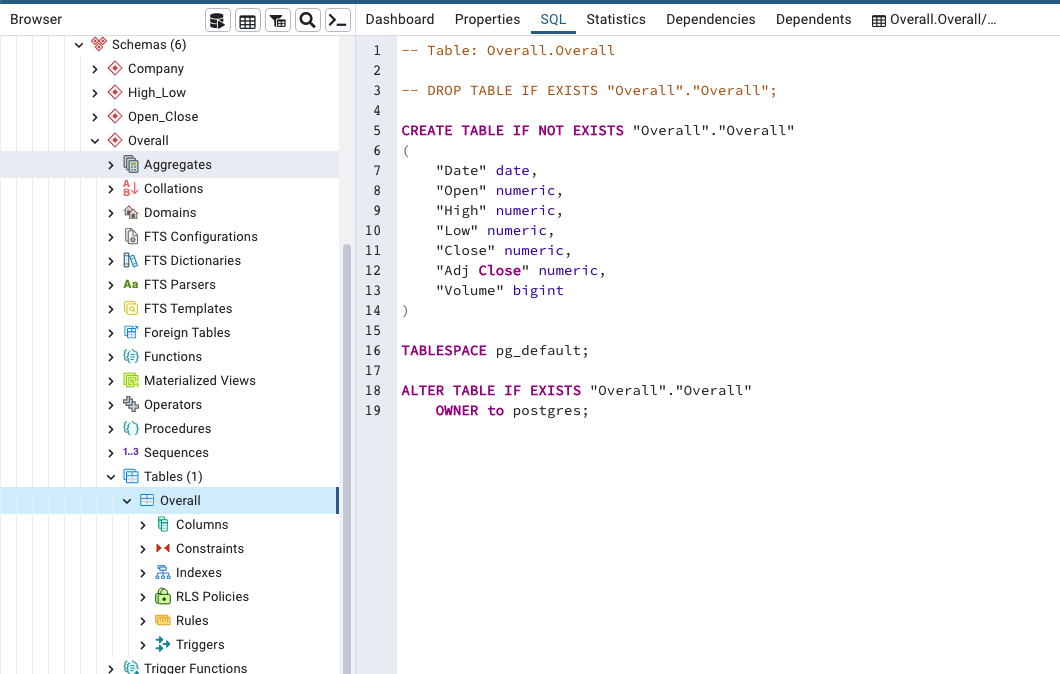 Browser
Dashboard Properties SQL Statistics Dependencies Dependents Overall.Overall/...
Schemas (6)
Company
High_Low
Open_Close
Overall
Aggregates
Collations
Domains
FTS Configurations
FTS Dictionaries
Aa FTS Parsers
FTS Templates
Foreign Tables
Functions
Materialized Views
Operators
Procedures
1..3 Sequences
Tables (1)
Overall
Columns
Constraints
Indexes
RLS Policies
Rules
Triggers
Trigger Functions
1 -- Table: Overall.Overall
2
3 -- DROP TABLE IF EXISTS "Overall"."Overall";
4
5 CREATE TABLE IF NOT EXISTS "Overall"."Overall"
6 (
7 "Date" date,
8 "Open" numeric,
9 "High" numeric,
10 "Low" numeric,
11 "Close" numeric,
12 "Adj Close" numeric,
13 "Volume" bigint
14 )
15
16 TABLESPACE pg_default;
17
18 ALTER TABLE IF EXISTS "Overall"."Overall"
19 OWNER to postgres;